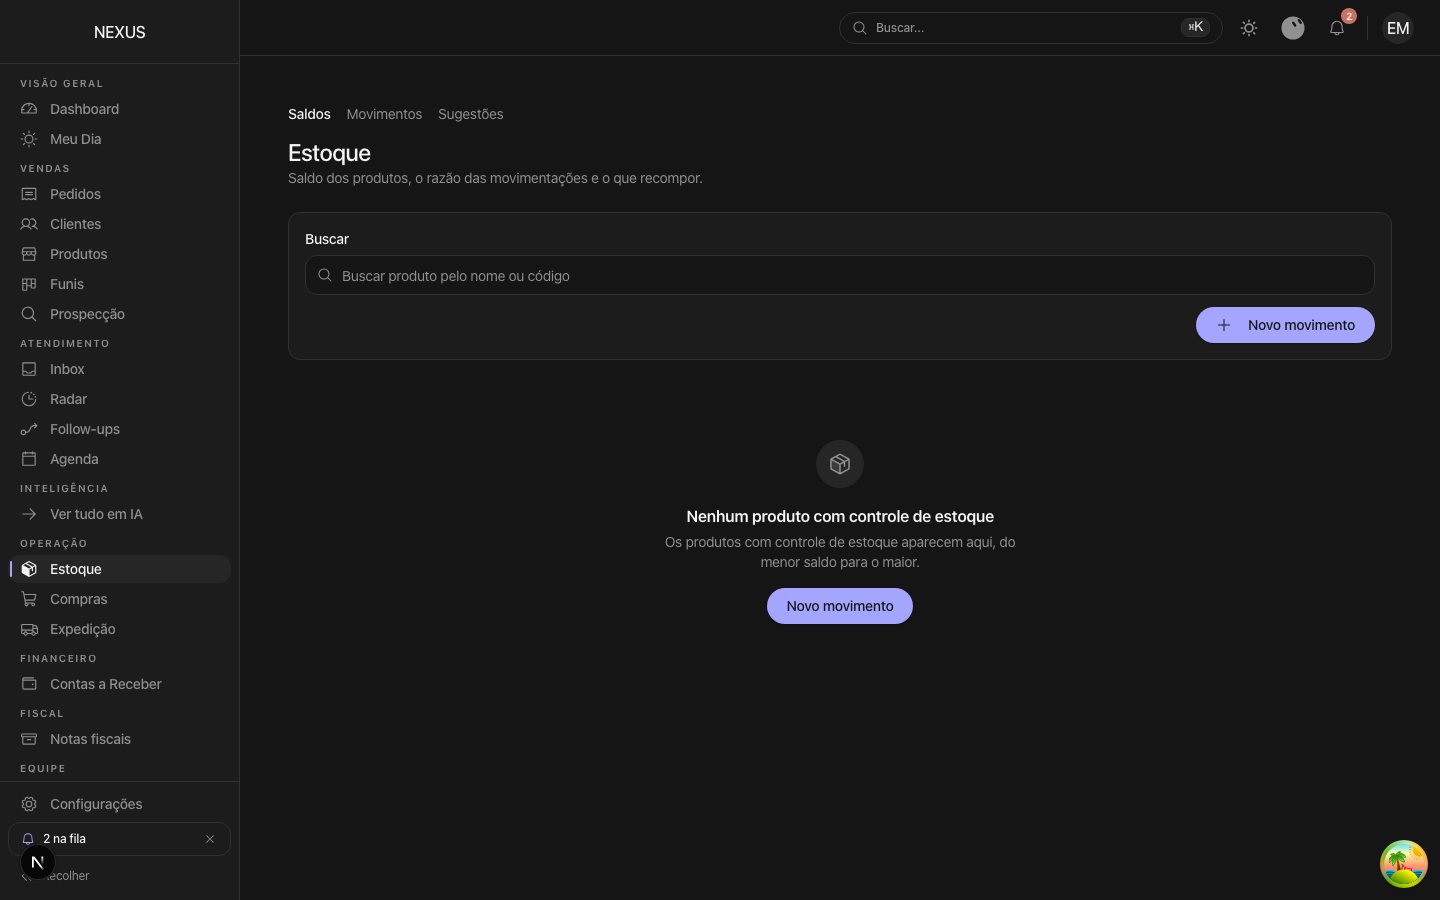 NEXUS
Buscar...
⌘K
2
EM
VISÃO GERAL
Dashboard
Meu Dia
VENDAS
Pedidos
Clientes
Produtos
Funis
Prospecção
ATENDIMENTO
Inbox
Radar
Follow-ups
Agenda
INTELIGÊNCIA
Ver tudo em IA
OPERAÇÃO
Estoque
Compras
Expedição
FINANCEIRO
Contas a Receber
FISCAL
Notas fiscais
EQUIPE
Configurações
2 na fila
N
Saldos Movimentos Sugestões
Estoque
Saldo dos produtos, o razão das movimentações e o que recompor.
Buscar
Buscar produto pelo nome ou código
Novo movimento
Nenhum produto com controle de estoque
Os produtos com controle de estoque aparecem aqui, do
menor saldo para o maior.
Novo movimento